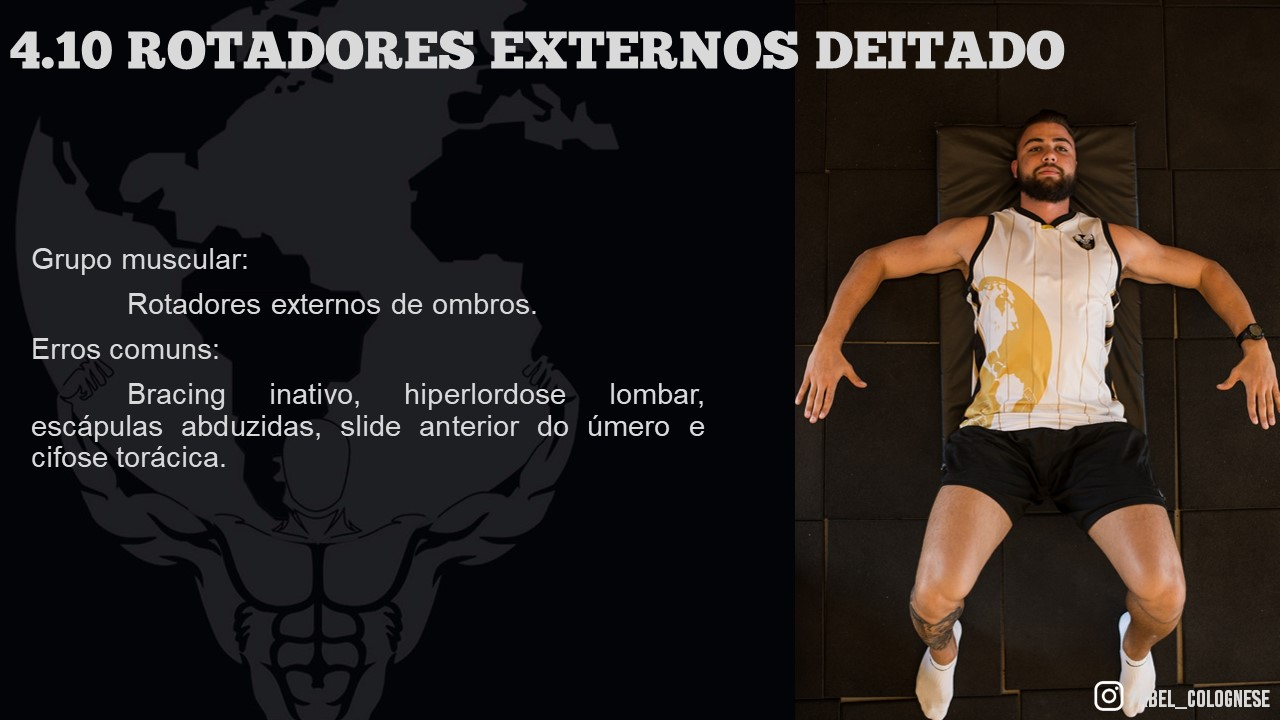 4.10 ROTADORES EXTERNOS DEITADO
Grupo muscular:
Rotadores externos de ombros.
Erros comuns:
Bracing inativo, hiperlordose lombar,
escápulas abduzidas, slide anterior do úmero e
cifose torácica.